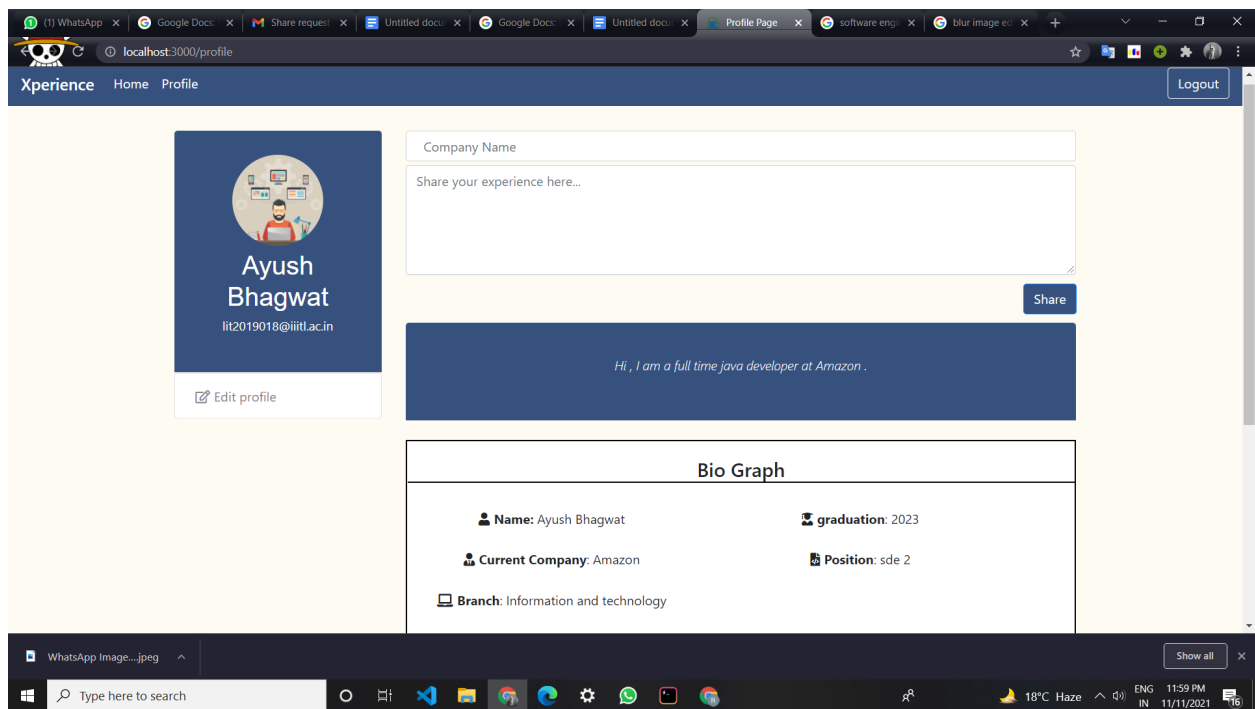 (1) WhatsApp
Google Docs:
Share request
Untitled docu
Google Docs:
Untitled docu
Profile Page
software engi
blur image ed
localhost:3000/profile
Xperience Home Profile Logout
Company Name
Share your experience here...
Ayush
Bhagwat
lit2019018@iiitl.ac.in
Edit profile
Share
Hi , I am a full time java developer at Amazon .
Bio Graph
Name: Ayush Bhagwat graduation: 2023
Current Company: Amazon Position: sde 2
Branch: Information and technology
WhatsApp Image....jpeg Show all
Type here to search
18°C Haze
ENG 11:59 PM
IN 11/11/2021
16